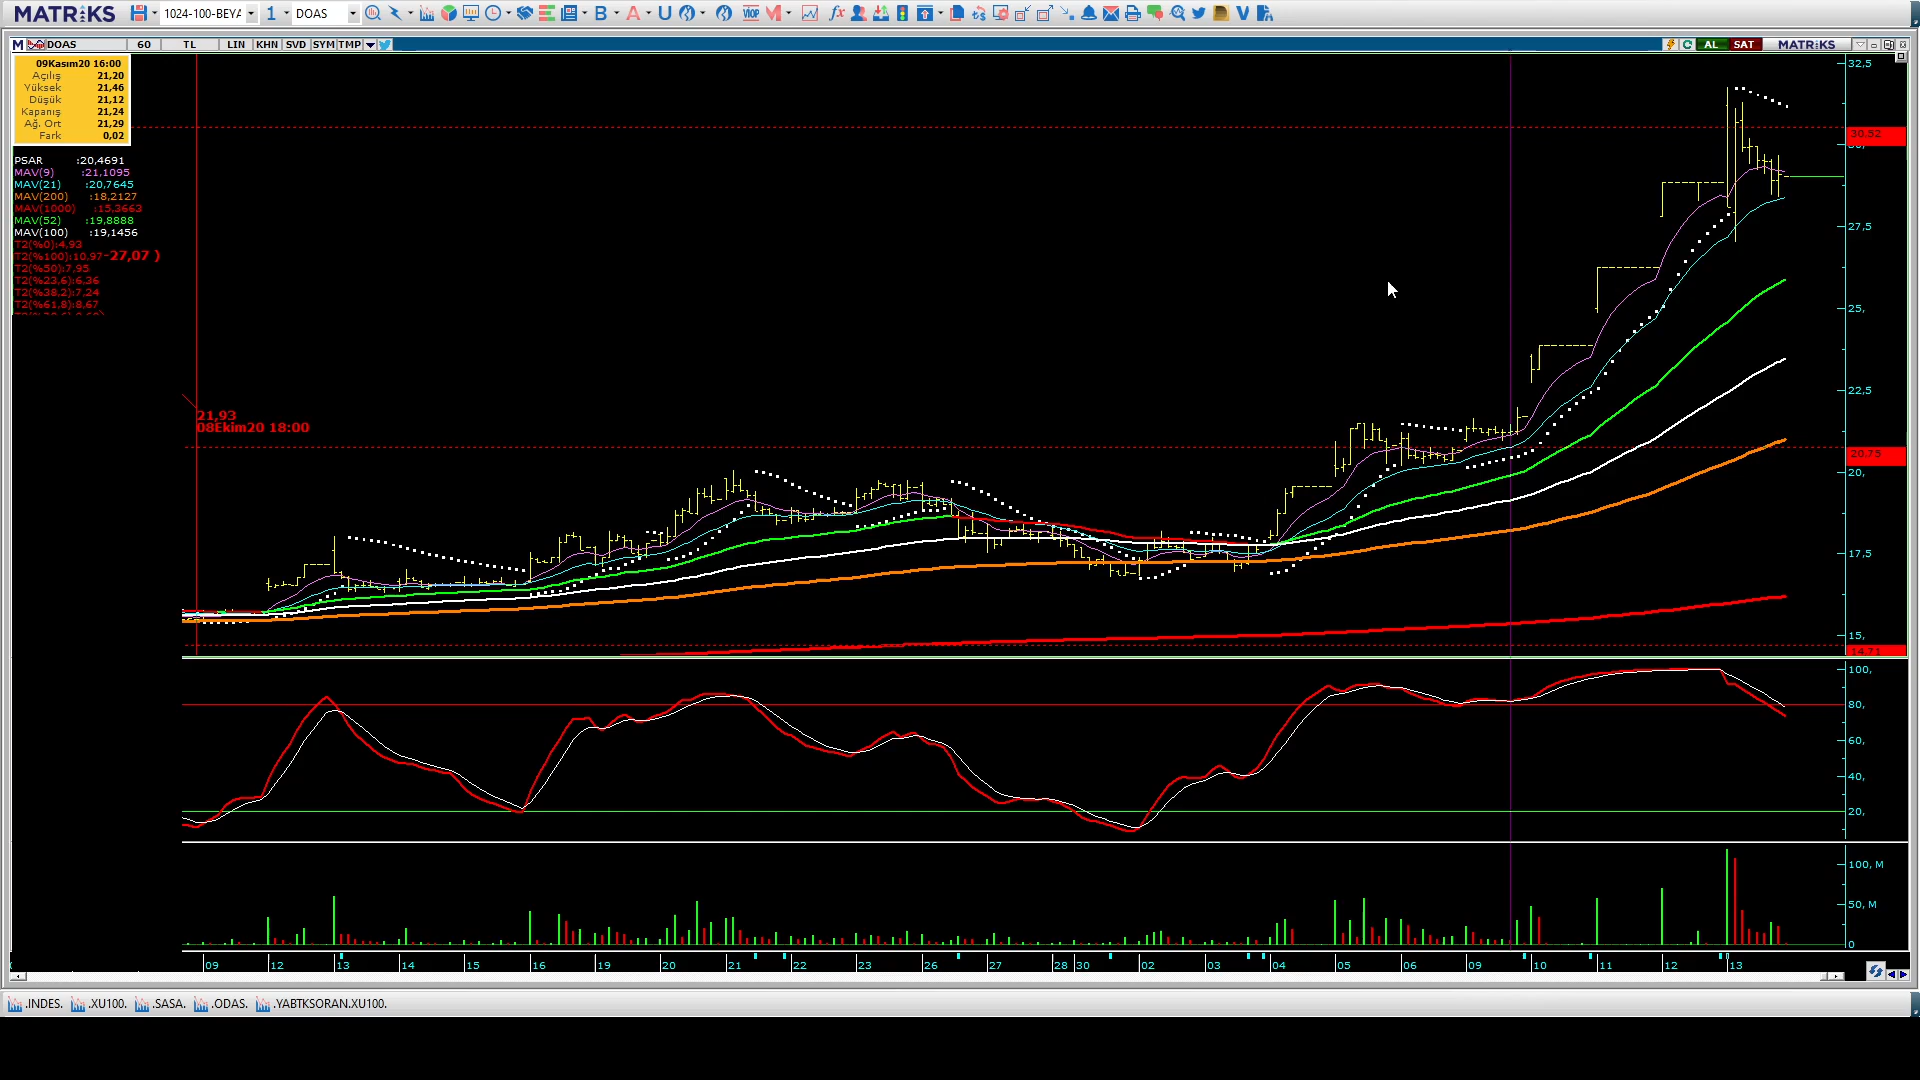 MATRIKS 1024-100-BEYA 1 DOAS B A U VIOP M fx V
M DOAS 60 TL LIN KHN SVD SYM TMP AL SAT MATRIKS
09Kasım20 16:00
Açılış 21,20
Yüksek 21,46
Düşük 21,12
Kapanış 21,24
Ağ. Ort 21,29
Fark 0,02
PSAR :20,4691
MAV(9) :21,1095
MAV(21) :20,7645
MAV(200) :18,2127
MAV(1000) :15,3663
MAV(52) :19,8888
MAV(100) :19,1456
T2(%0):4,93
T2(%100):10,97-27,07 )
T2(%50):7,95
T2(%23,6):6,36
T2(%38,2):7,24
T2(%61,8):8,67
21,93
08Ekim20 18:00
32,5
30,52
30,
27,5
25,
22,5
20,75
20,
17,5
15,
14,71
100,
80,
60,
40,
20,
100, M
50, M
0
09 12 13 14 15 16 19 20 21 22 23 26 27 28 30 02 03 04 05 06 09 10 11 12 13
.INDES. .XU100. .SASA. .ODAS. .YABTKSORAN.XU100.